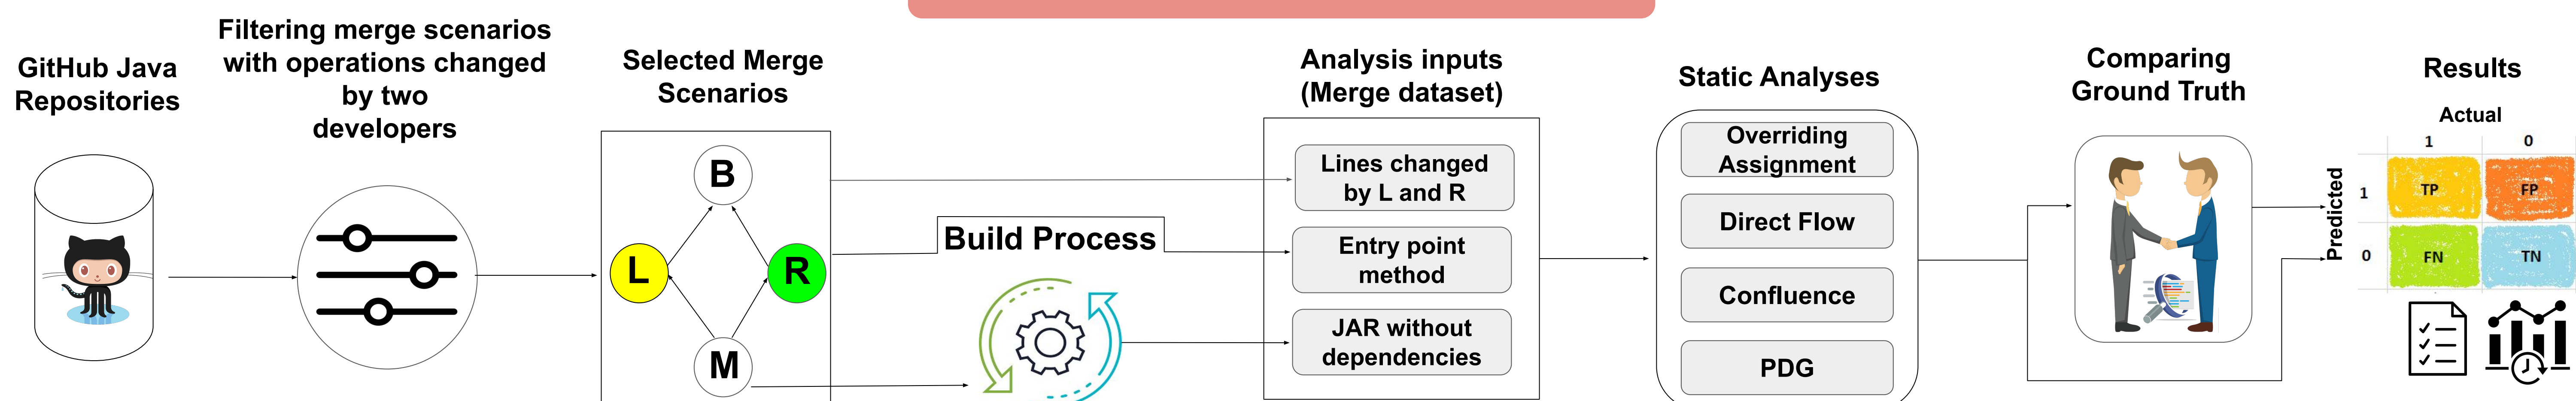 GitHub Java
Repositories
Filtering merge scenarios
with operations changed
by two
developers
Selected Merge
Scenarios
B
L
R
M
Build Process
Analysis inputs
(Merge dataset)
Lines changed
by L and R
Entry point
method
JAR without
dependencies
Static Analyses
Overriding
Assignment
Direct Flow
Confluence
PDG
Comparing
Ground Truth
Results
Actual
1 0
Predicted
1 TP FP
0 FN TN